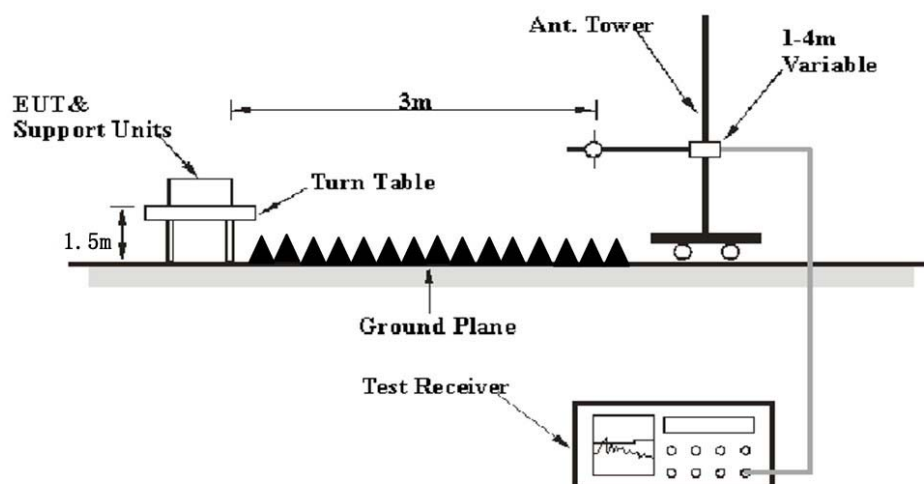 Ant. Tower
1-4m
Variable
EUT&
Support Units
3m
Turn Table
1.5m
Ground Plane
Test Receiver